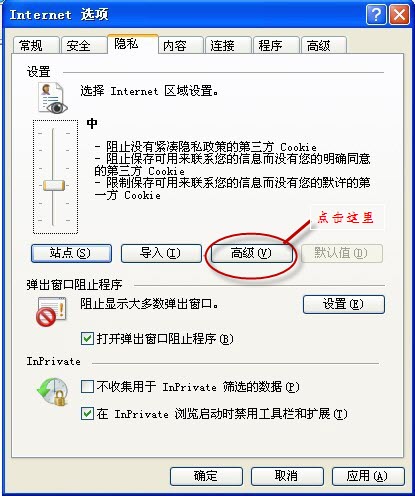 Internet 选项
常规 安全 隐私 内容 连接 程序 高级
设置
选择 Internet 区域设置。
中
- 阻止没有紧凑隐私政策的第三方 Cookie
- 阻止保存可用来联系您的信息而没有您的明确同意
的第三方 Cookie
- 限制保存可用来联系您的信息而没有您的默许的第
一方 Cookie
点击这里
站点(S) 导入(I) 高级(V) 默认值(D)
弹出窗口阻止程序
阻止显示大多数弹出窗口。 设置(E)
打开弹出窗口阻止程序(B)
InPrivate
不收集用于 InPrivate 筛选的数据(P)
在 InPrivate 浏览启动时禁用工具栏和扩展(T)
确定 取消 应用(A)